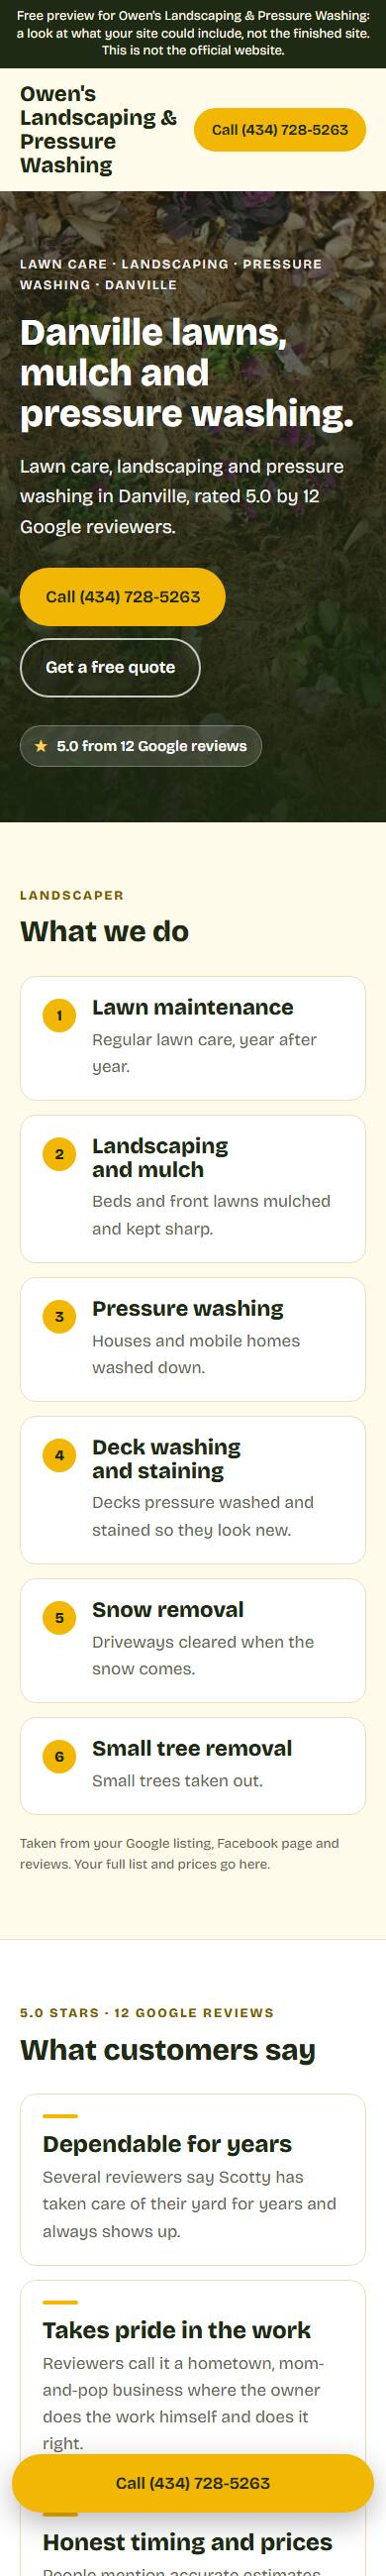 Free preview for Owen's Landscaping & Pressure Washing:
a look at what your site could include, not the finished site.
This is not the official website.
Owen's
Landscaping &
Pressure
Washing
Call (434) 728-5263
LAWN CARE · LANDSCAPING · PRESSURE
WASHING · DANVILLE
Danville lawns,
mulch and
pressure washing.
Lawn care, landscaping and pressure
washing in Danville, rated 5.0 by 12
Google reviewers.
Call (434) 728-5263
Get a free quote
★ 5.0 from 12 Google reviews
LANDSCAPER
What we do
1
Lawn maintenance
Regular lawn care, year after
year.
2
Landscaping
and mulch
Beds and front lawns mulched
and kept sharp.
3
Pressure washing
Houses and mobile homes
washed down.
4
Deck washing
and staining
Decks pressure washed and
stained so they look new.
5
Snow removal
Driveways cleared when the
snow comes.
6
Small tree removal
Small trees taken out.
Taken from your Google listing, Facebook page and
reviews. Your full list and prices go here.
5.0 STARS · 12 GOOGLE REVIEWS
What customers say
Dependable for years
Several reviewers say Scotty has
taken care of their yard for years and
always shows up.
Takes pride in the work
Reviewers call it a hometown, mom-
and-pop business where the owner
does the work himself and does it
right.
Call (434) 728-5263
Honest timing and prices
People mention accurate estimates,